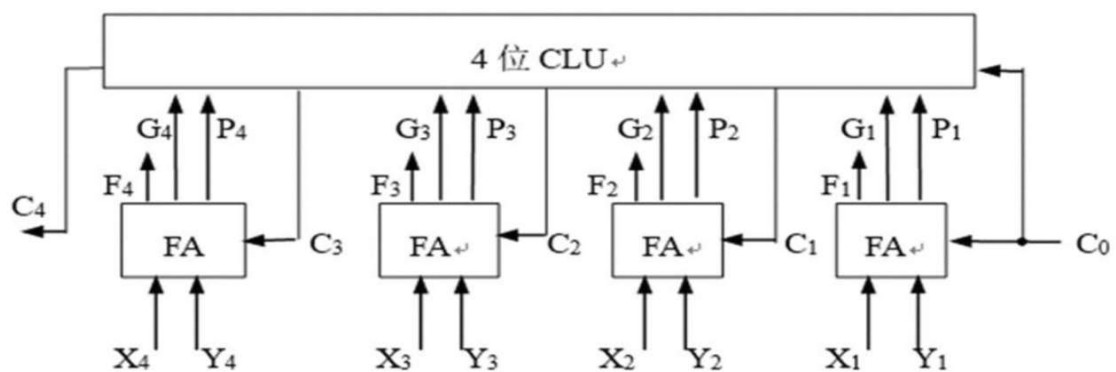 4 位 CLU↵
G4 P4 G3 P3 G2 P2 G1 P1
F4 F3 F2 F1
C4 FA C3 FA↵ C2 FA↵ C1 FA↵ C0
X4 Y4 X3 Y3 X2 Y2 X1 Y1